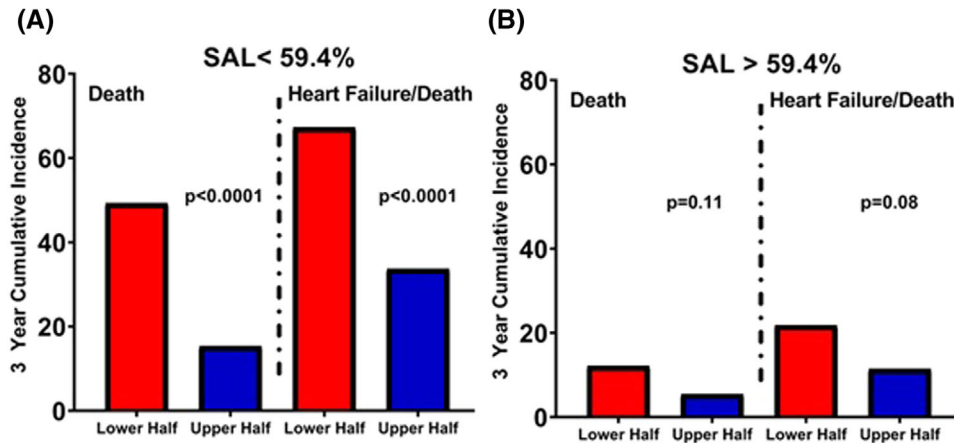 (A)
SAL< 59.4%
3 Year Cumulative Incidence
80
60
40
20
0
Death
Heart Failure/Death
p<0.0001
p<0.0001
Lower Half Upper Half Lower Half Upper Half
(B)
SAL > 59.4%
3 Year Cumulative Incidence
80
60
40
20
0
Death
Heart Failure/Death
p=0.11
p=0.08
Lower Half Upper Half Lower Half Upper Half